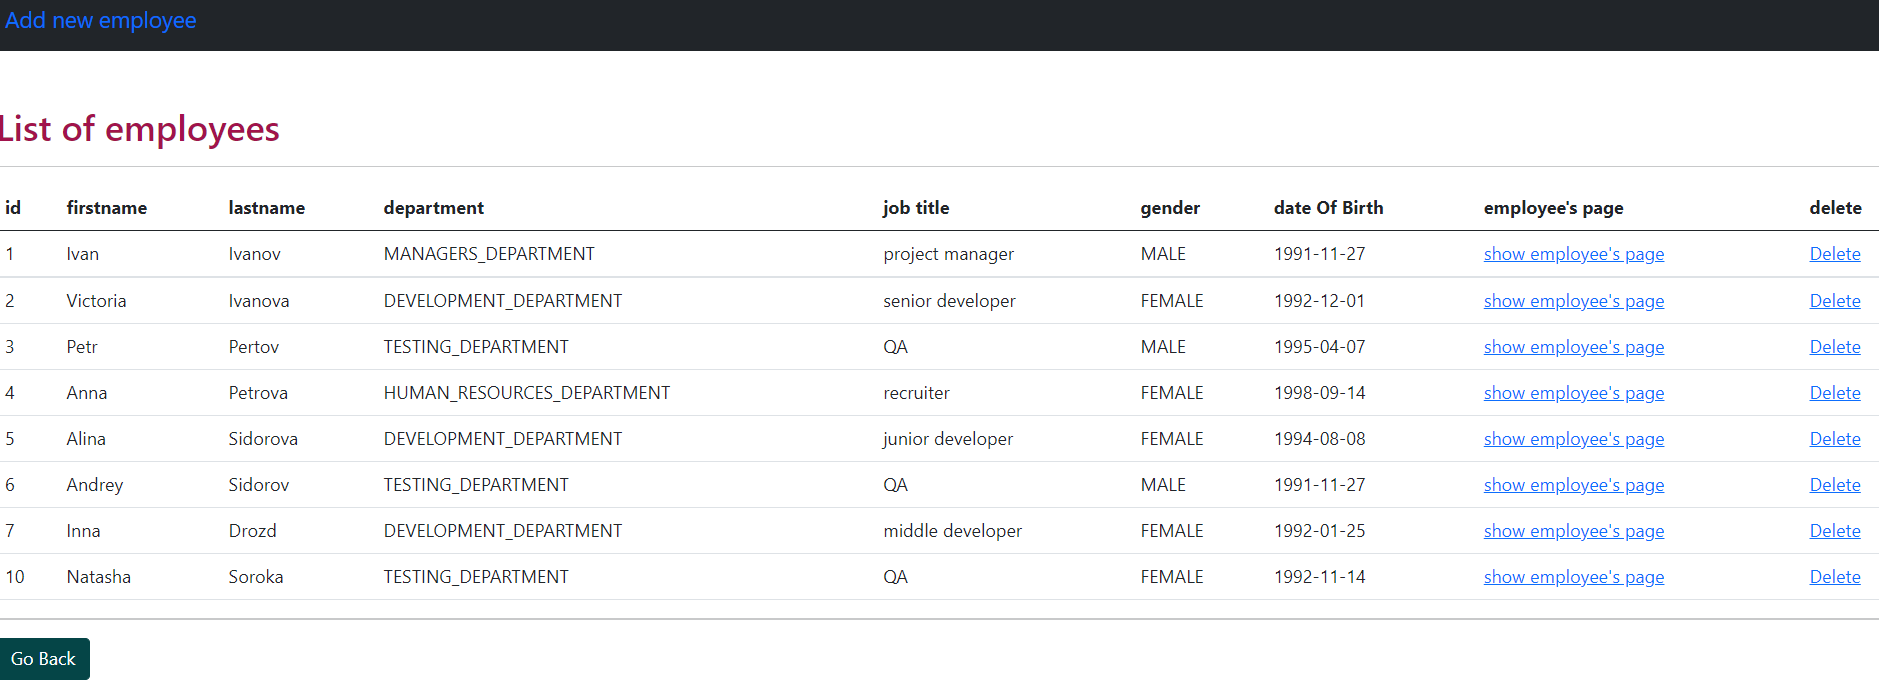 Add new employee
List of employees
id firstname lastname department job title gender date Of Birth employee's page delete
1 Ivan Ivanov MANAGERS_DEPARTMENT project manager MALE 1991-11-27 show employee's page Delete
2 Victoria Ivanova DEVELOPMENT_DEPARTMENT senior developer FEMALE 1992-12-01 show employee's page Delete
3 Petr Pertov TESTING_DEPARTMENT QA MALE 1995-04-07 show employee's page Delete
4 Anna Petrova HUMAN_RESOURCES_DEPARTMENT recruiter FEMALE 1998-09-14 show employee's page Delete
5 Alina Sidorova DEVELOPMENT_DEPARTMENT junior developer FEMALE 1994-08-08 show employee's page Delete
6 Andrey Sidorov TESTING_DEPARTMENT QA MALE 1991-11-27 show employee's page Delete
7 Inna Drozd DEVELOPMENT_DEPARTMENT middle developer FEMALE 1992-01-25 show employee's page Delete
10 Natasha Soroka TESTING_DEPARTMENT QA FEMALE 1992-11-14 show employee's page Delete
Go Back